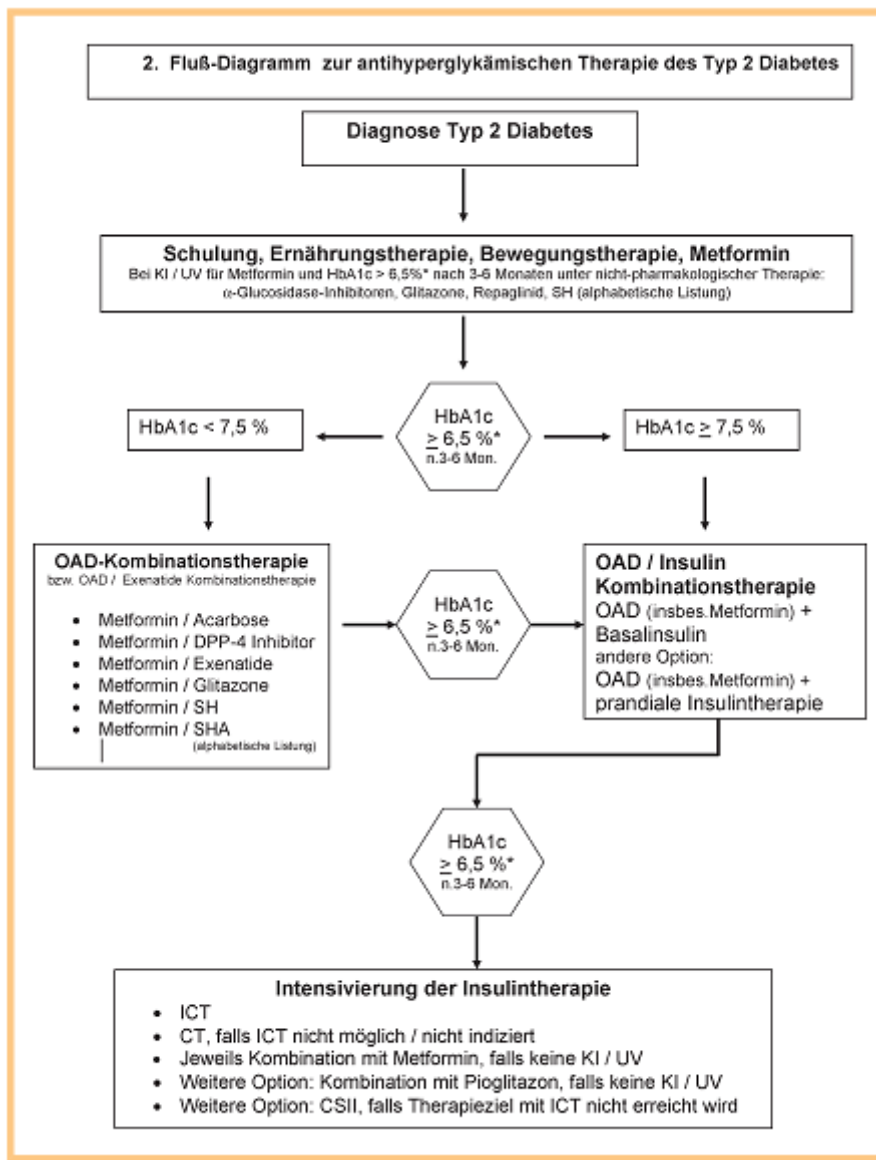 2. Fluß-Diagramm zur antihyperglykämischen Therapie des Typ 2 Diabetes
Diagnose Typ 2 Diabetes
Schulung, Ernährungstherapie, Bewegungstherapie, Metformin
Bei KI / UV für Metformin und HbA1c > 6,5%* nach 3-6 Monaten unter nicht-pharmakologischer Therapie:
α-Glucosidase-Inhibitoren, Glitazone, Repaglinid, SH (alphabetische Listung)
HbA1c < 7,5 %
HbA1c
≥ 6,5 %*
n.3-6 Mon.
HbA1c ≥ 7,5 %
OAD-Kombinationstherapie
bzw. OAD / Exenatide Kombinationstherapie
• Metformin / Acarbose
• Metformin / DPP-4 Inhibitor
• Metformin / Exenatide
• Metformin / Glitazone
• Metformin / SH
• Metformin / SHA
(alphabetische Listung)
HbA1c
≥ 6,5 %*
n.3-6 Mon.
OAD / Insulin
Kombinationstherapie
OAD (insbes.Metformin) +
Basalinsulin
andere Option:
OAD (insbes.Metformin) +
prandiale Insulintherapie
HbA1c
≥ 6,5 %*
n.3-6 Mon.
Intensivierung der Insulintherapie
• ICT
• CT, falls ICT nicht möglich / nicht indiziert
• Jeweils Kombination mit Metformin, falls keine KI / UV
• Weitere Option: Kombination mit Pioglitazon, falls keine KI / UV
• Weitere Option: CSII, falls Therapieziel mit ICT nicht erreicht wird